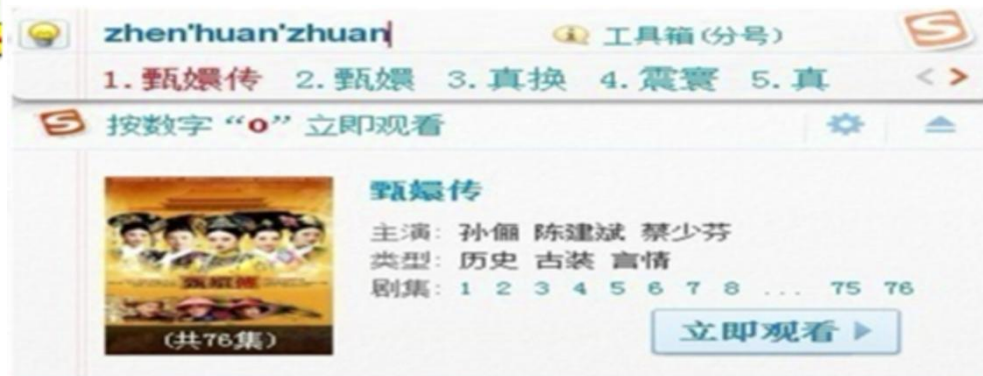 zhen'huan'zhuan 工具箱(分号)
1.甄嬛传 2.甄嬛 3.真换 4.震寰 5.真 < >
S 按数字“0”立即观看
甄嬛传
主演: 孙俪 陈建斌 蔡少芬
类型: 历史 古装 言情
剧集: 1 2 3 4 5 6 7 8 ... 75 76
甄嬛传
(共76集)
立即观看